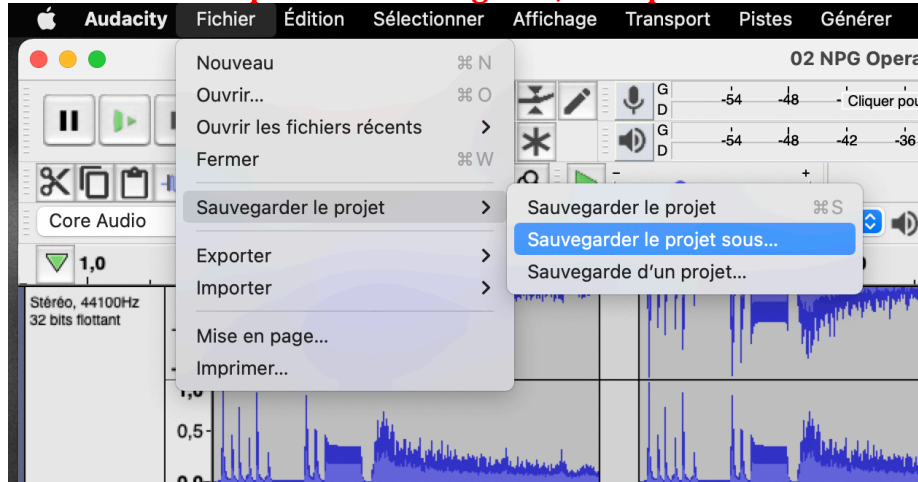 Audacity Fichier Édition Sélectionner Affichage Transport Pistes Générer
02 NPG Opera
Nouveau ⌘ N
Ouvrir... ⌘ O
Ouvrir les fichiers récents >
Fermer ⌘ W
Sauvegarder le projet >
Exporter >
Importer >
Mise en page...
Imprimer...
Sauvegarder le projet ⌘ S
Sauvegarder le projet sous...
Sauvegarde d'un projet...
G
D
-54 -48 - Cliquer pou
G
D
-54 -48 -42 -36
- +
Core Audio
1,0
Stéréo, 44100Hz
32 bits flottant
1,0
0,5
0,0